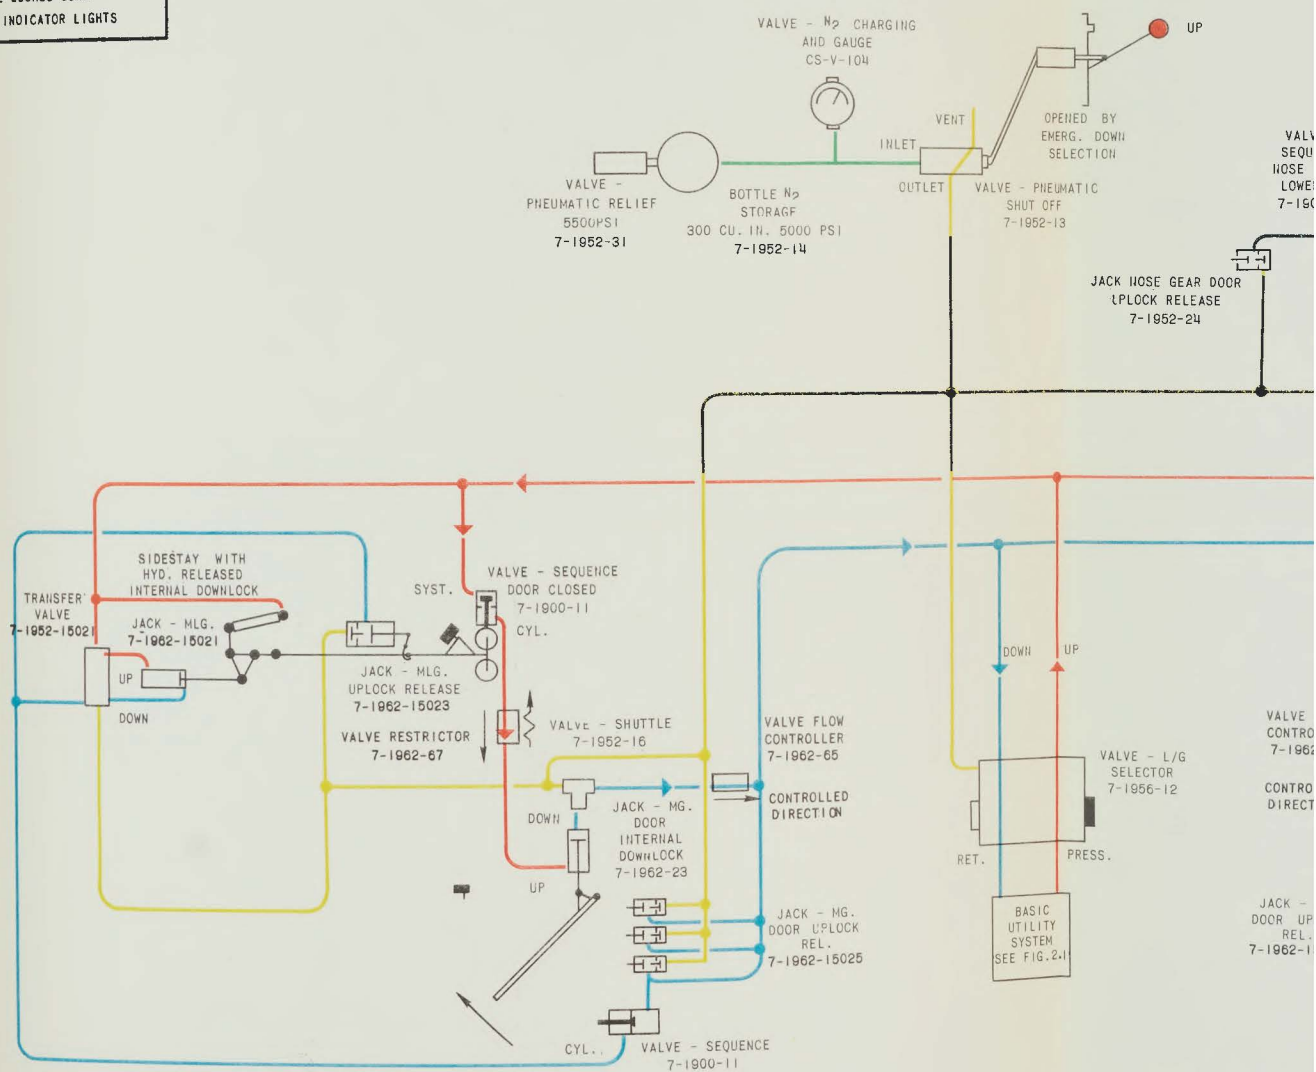 INDICATOR LIGHTS
VALVE - N2 CHARGING
AND GAUGE
CS-V-104
UP
VENT
INLET
OUTLET
OPENED BY
EMERG. DOWN
SELECTION
VALVE -
PNEUMATIC RELIEF
5500PSI
7-1952-31
BOTTLE N2
STORAGE
300 CU. IN. 5000 PSI
7-1952-14
VALVE - PNEUMATIC
SHUT OFF
7-1952-13
NOSE
JACK NOSE GEAR DOOR
UPLOCK RELEASE
7-1952-24
SIDESTAY WITH
HYD. RELEASED
INTERNAL DOWNLOCK
TRANSFER
VALVE
7-1952-15021
JACK - MLG.
7-1962-15021
UP
DOWN
SYST.
VALVE - SEQUENCE
DOOR CLOSED
7-1900-11
CYL.
JACK - MLG.
UPLOCK RELEASE
7-1962-15023
VALVE RESTRICTOR
7-1962-67
VALVE - SHUTTLE
7-1952-16
DOWN
UP
JACK - MG.
DOOR
INTERNAL
DOWNLOCK
7-1962-23
VALVE FLOW
CONTROLLER
7-1962-65
CONTROLLED
DIRECTION
DOWN
UP
VALVE - L/G
SELECTOR
7-1956-12
RET.
PRESS.
BASIC
UTILITY
SYSTEM
SEE FIG.2.1
JACK - MG.
DOOR UPLOCK
REL.
7-1962-15025
CYL.
VALVE - SEQUENCE
7-1900-11
VALVE
JACK -
REL.